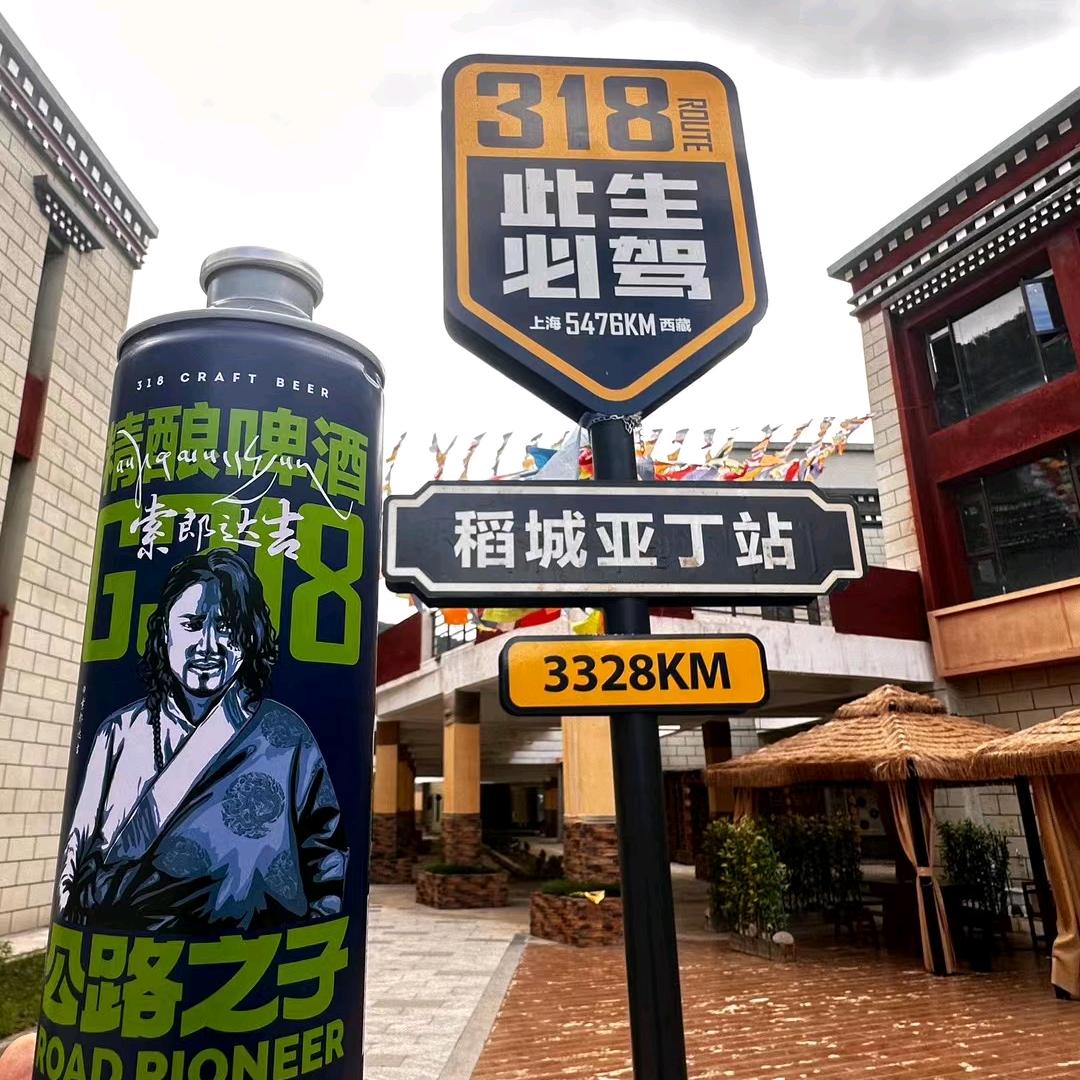 318 CRAFT BEER
精酿啤酒
索郎达吉
G318
公路之子
ROAD PIONEER
318 ROUTE
此生
必驾
上海 5476KM 西藏
稻城亚丁站
3328KM